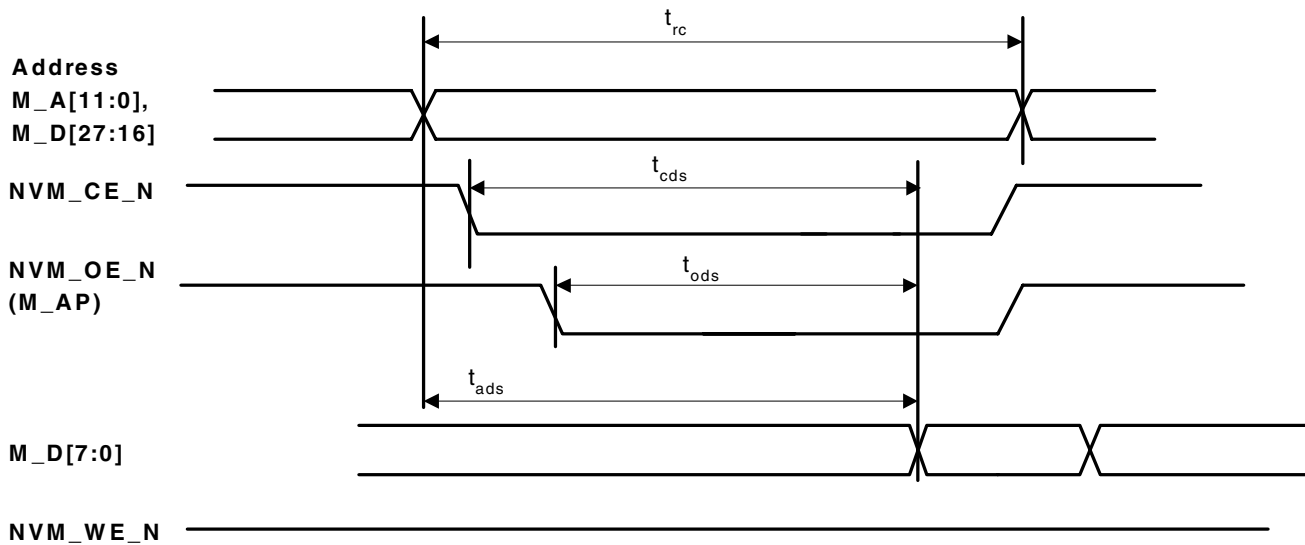 t_rc
Address
M_A[11:0],
M_D[27:16]
t_cds
NVM_CE_N
t_ods
NVM_OE_N
(M_AP)
t_ads
M_D[7:0]
NVM_WE_N